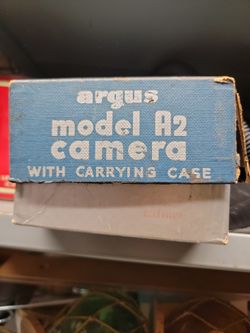 argus
model A2
camera
WITH CARRYING CASE